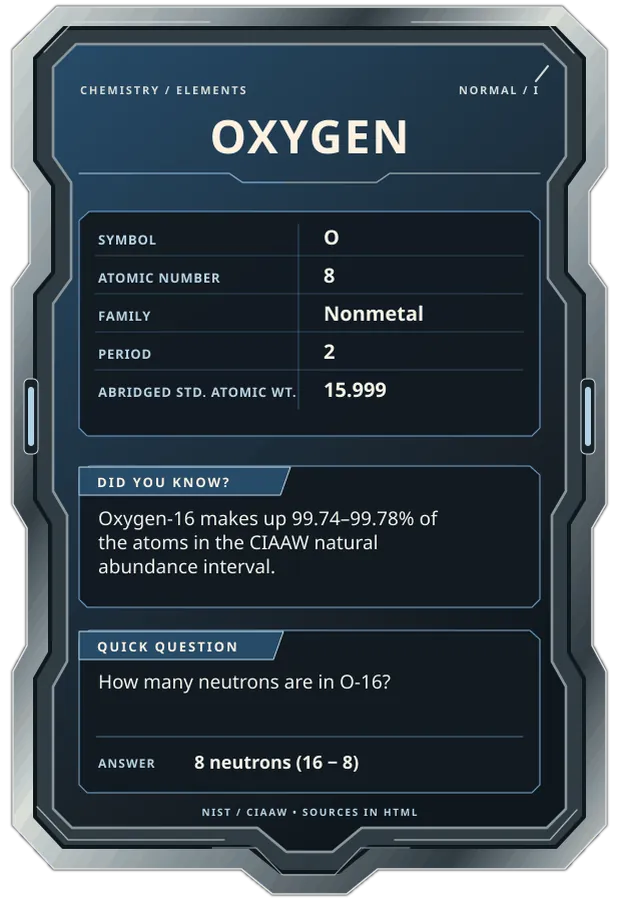 CHEMISTRY / ELEMENTS
NORMAL / I
OXYGEN
SYMBOL O
ATOMIC NUMBER 8
FAMILY Nonmetal
PERIOD 2
ABRIDGED STD. ATOMIC WT. 15.999
DID YOU KNOW?
Oxygen-16 makes up 99.74–99.78% of
the atoms in the CIAAW natural
abundance interval.
QUICK QUESTION
How many neutrons are in O-16?
ANSWER 8 neutrons (16 − 8)
NIST / CIAAW • SOURCES IN HTML